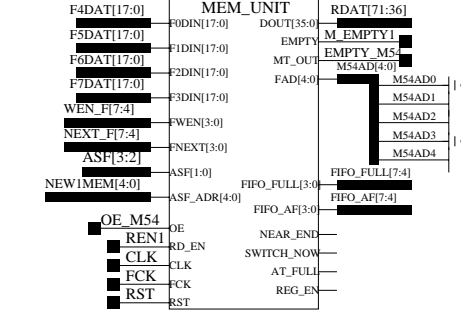 MEM_UNIT
F4DAT[17:0]
F0DIN[17:0]
F5DAT[17:0]
F1DIN[17:0]
F6DAT[17:0]
F2DIN[17:0]
F7DAT[17:0]
F3DIN[17:0]
WEN_F[7:4]
FWEN[3:0]
NEXT_F[7:4]
FNEXT[3:0]
ASF[3:2]
ASF[1:0]
NEW1MEM[4:0]
ASF_ADR[4:0]
OE_M54
OE
REN1
RD_EN
CLK
CLK
FCK
FCK
RST
RST
DOUT[35:0]
RDAT[71:36]
EMPTY
M_EMPTY1
MT_OUT
EMPTY_M54
FAD[4:0]
M54AD[4:0]
M54AD0
M54AD1
M54AD2
M54AD3
M54AD4
FIFO_FULL[3:0]
FIFO_FULL[7:4]
FIFO_AF[3:0]
FIFO_AF[7:4]
NEAR_END
SWITCH_NOW
AT_FULL
REG_EN